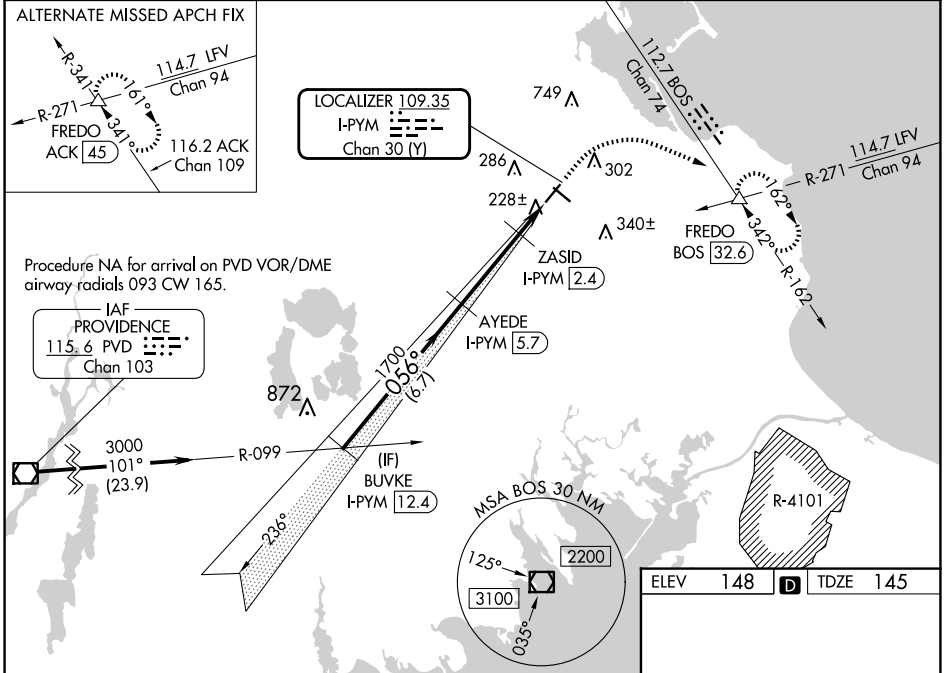 ALTERNATE MISSED APCH FIX
R-341
161°
114.7 LFV
Chan 94
R-271
341°
FREDO
ACK 45
116.2 ACK
Chan 109
LOCALIZER 109.35
I-PYM
Chan 30 (Y)
749
286
302
228±
340±
112.7 BOS
Chan 74
114.7 LFV
R-271
Chan 94
162°
342°
R-162
FREDO
BOS 32.6
ZASID
I-PYM 2.4
AYEDE
I-PYM 5.7
Procedure NA for arrival on PVD VOR/DME
airway radials 093 CW 165.
IAF
PROVIDENCE
115.6 PVD
Chan 103
1700
056°
(6.7)
872
3000
101°
(23.9)
R-099
(IF)
BUVKE
I-PYM 12.4
236°
MSA BOS 30 NM
125°
2200
3100
035°
R-4101
ELEV 148 D TDZE 145